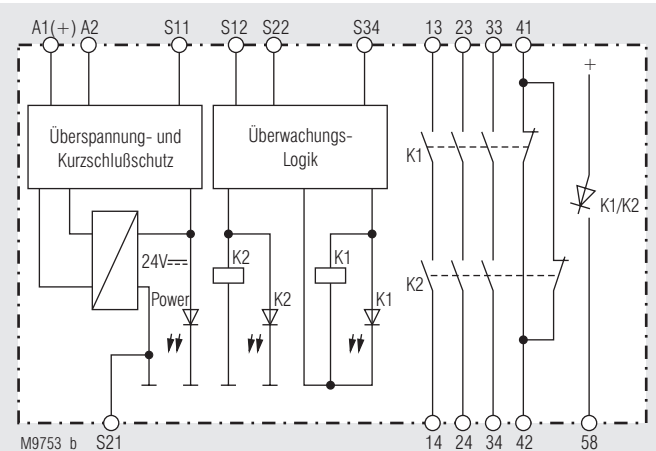 A1(+) A2 S11 S12 S22 S34 13 23 33 41
+
Überspannung- und
Kurzschlußschutz
Überwachungs-
Logik
K1
K1/K2
24V
K2
K1
K2
Power
K2
K1
M9753 b S21 14 24 34 42 58